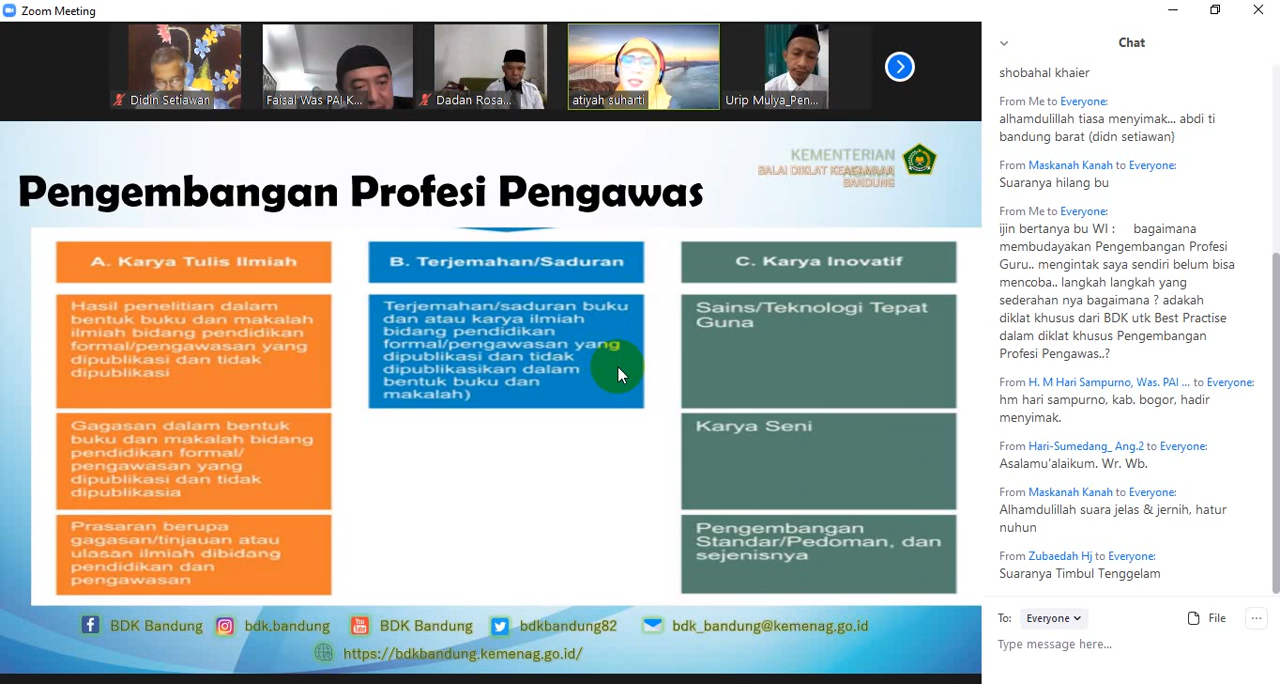 Zoom Meeting
Didin Setiawan
Faisal Was PAI K...
Dadan Rosa...
atiyah suharti
Urip Mulya_Pen...
KEMENTERIAN
BALAI DIKLAT KEAGAMAAN
BANDUNG
Pengembangan Profesi Pengawas
A. Karya Tulis Ilmiah
Hasil penelitian dalam
bentuk buku dan makalah
ilmiah bidang pendidikan
formal/pengawasan yang
dipublikasi dan tidak
dipublikasi
Gagasan dalam bentuk
buku dan makalah bidang
pendidikan formal/
pengawasan yang
dipublikasi dan tidak
dipublikasia
Prasaran berupa
gagasan/tinjauan atau
ulasan ilmiah dibidang
pendidikan dan
pengawasan
B. Terjemahan/Saduran
Terjemahan/saduran buku
dan atau karya ilmiah
bidang pendidikan
formal/pengawasan yang
dipublikasi dan tidak
dipublikasikan dalam
bentuk buku dan
makalah)
C. Karya Inovatif
Sains/Teknologi Tepat
Guna
Karya Seni
Pengembangan
Standar/Pedoman, dan
sejenisnya
BDK Bandung
bdk.bandung
BDK Bandung
bdkbandung82
bdk_bandung@kemenag.go.id
https://bdkbandung.kemenag.go.id/
Chat
shobahal khaier
From Me to Everyone:
alhamdulillah tiasa menyimak... abdi ti
bandung barat (didn setiawan}
From Maskanah Kanah to Everyone:
Suaranya hilang bu
From Me to Everyone:
ijin bertanya bu WI : bagaimana
membudayakan Pengembangan Profesi
Guru.. mengintak saya sendiri belum bisa
mencoba.. langkah langkah yang
sederahan nya bagaimana ? adakah
diklat khusus dari BDK utk Best Practise
dalam diklat khusus Pengembangan
Profesi Pengawas..?
From H. M Hari Sampurno, Was. PAI ... to Everyone:
hm hari sampurno, kab. bogor, hadir
menyimak.
From Hari-Sumedang_ Ang.2 to Everyone:
Asalamu'alaikum. Wr. Wb.
From Maskanah Kanah to Everyone:
Alhamdulillah suara jelas & jernih, hatur
nuhun
From Zubaedah Hj to Everyone:
Suaranya Timbul Tenggelam
To: Everyone
File
Type message here...